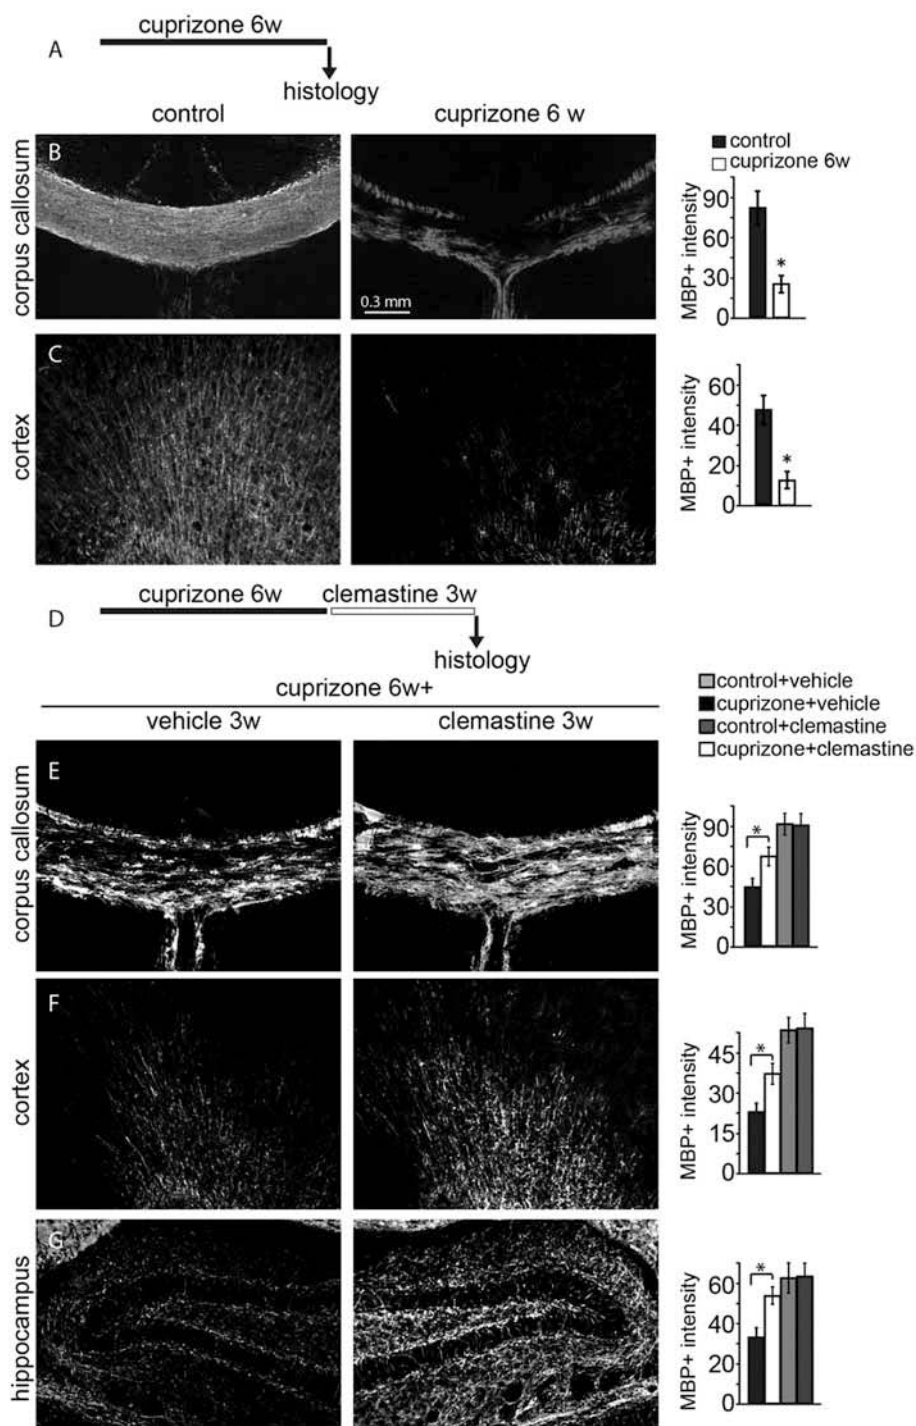 A
cuprizone 6w
histology
control
cuprizone 6 w
corpus callosum
B
0.3 mm
control
cuprizone 6w
MBP+ intensity
90
60
30
0
*
cortex
C
MBP+ intensity
60
40
20
0
*
D
cuprizone 6w
clemastine 3w
histology
cuprizone 6w+
vehicle 3w
clemastine 3w
control+vehicle
cuprizone+vehicle
control+clemastine
cuprizone+clemastine
corpus callosum
E
MBP+ intensity
90
60
30
0
*
cortex
F
MBP+ intensity
45
30
15
0
*
hippocampus
G
MBP+ intensity
60
40
20
0
*